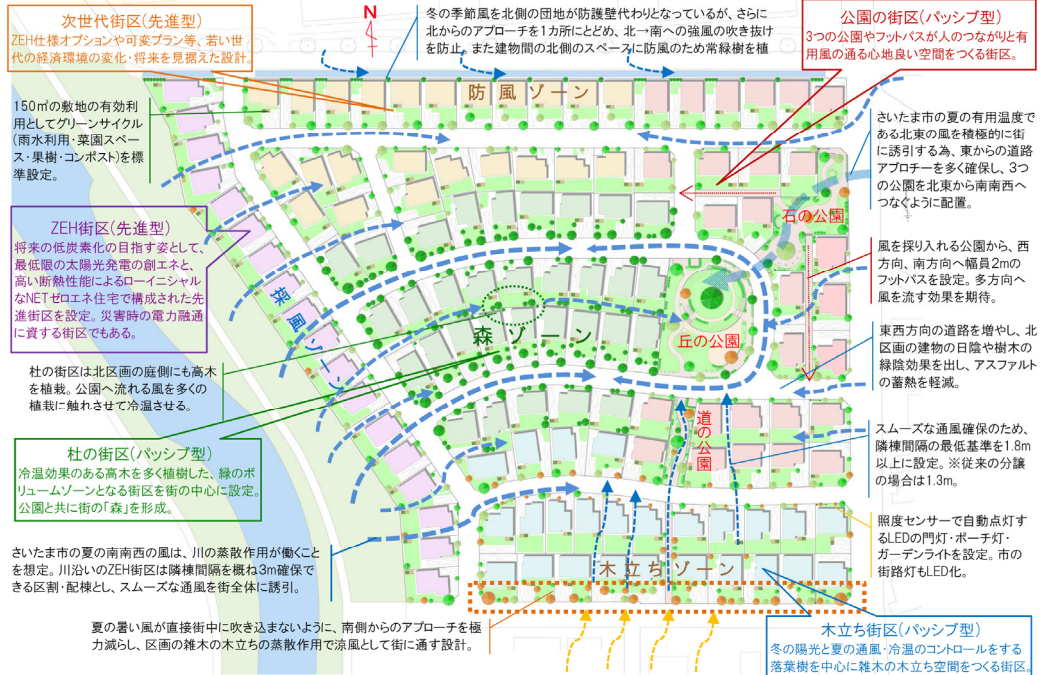 次世代街区(先進型)
ZEH仕様オプションや可変プラン等、若い世
代の経済環境の変化・将来を見据えた設計。
N
冬の季節風を北側の団地が防護壁代わりとなっているが、さらに
北からのアプローチを1カ所にとどめ、北→南への強風の吹き抜け
を防止。また建物間の北側のスペースに防風のため常緑樹を植
公園の街区(パッシブ型)
3つの公園やフットパスが人のつながりと有
用風の通る心地良い空間をつくる街区。
150㎡の敷地の有効利
用としてグリーンサイクル
(雨水利用・菜園スペー
ス・果樹・コンポスト)を標
準設定。
防風ゾーン
さいたま市の夏の有用温度で
ある北東の風を積極的に街
に誘引する為、東からの道路
アプロチーを多く確保し、3つ
の公園を北東から南南西へ
つなぐように配置。
石の公園
ZEH街区(先進型)
将来の低炭素化の目指す姿として、
最低限の太陽光発電の創エネと、
高い断熱性能によるローイニシャル
なNETゼロエネ住宅で構成された先
進街区を設定。災害時の電力融通
に資する街区でもある。
風を採り入れる公園から、西
方向、南方向へ幅員2mの
フットパスを設定。多方向へ
風を流す効果を期待。
採風ゾーン
森ゾーン
丘の公園
東西方向の道路を増やし、北
区画の建物の日陰や樹木の
緑陰効果を出し、アスファルト
の蓄熱を軽減。
杜の街区は北区画の庭側にも高木
を植栽。公園へ流れる風を多くの
植栽に触れさせて冷温させる。
道の公園
スムーズな通風確保のため、
隣棟間隔の最低基準を1.8m
以上に設定。※従来の分譲
の場合は1.3m。
杜の街区(パッシブ型)
冷温効果のある高木を多く植樹した、緑のボ
リュームゾーンとなる街区を街の中心に設定。
公園と共に街の「森」を形成。
照度センサーで自動点灯す
るLEDの門灯・ポーチ灯・
ガーデンライトを設定。市の
街路灯もLED化。
さいたま市の夏の南南西の風は、川の蒸散作用が働くこと
を想定。川沿いのZEH街区は隣棟間隔を概ね3m確保で
きる区割・配棟とし、スムーズな通風を街全体に誘引。
木立ちゾーン
夏の暑い風が直接街中に吹き込まないように、南側からのアプローチを極
力減らし、区画の雑木の木立ちの蒸散作用で涼風として街に通す設計。
木立ち街区(パッシブ型)
冬の陽光と夏の通風・冷温のコントロールをする
落葉樹を中心に雑木の木立ち空間をつくる街区。